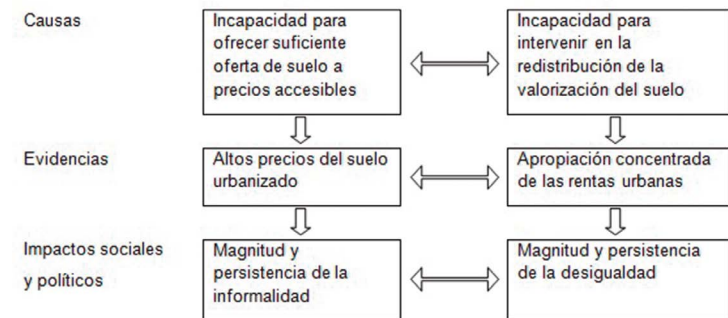 Causas
Incapacidad para
ofrecer suficiente
oferta de suelo a
precios accesibles
Incapacidad para
intervenir en la
redistribución de la
valorización del suelo
Evidencias
Altos precios del suelo
urbanizado
Apropiación concentrada
de las rentas urbanas
Impactos sociales
y políticos
Magnitud y
persistencia de la
informalidad
Magnitud y persistencia
de la desigualdad